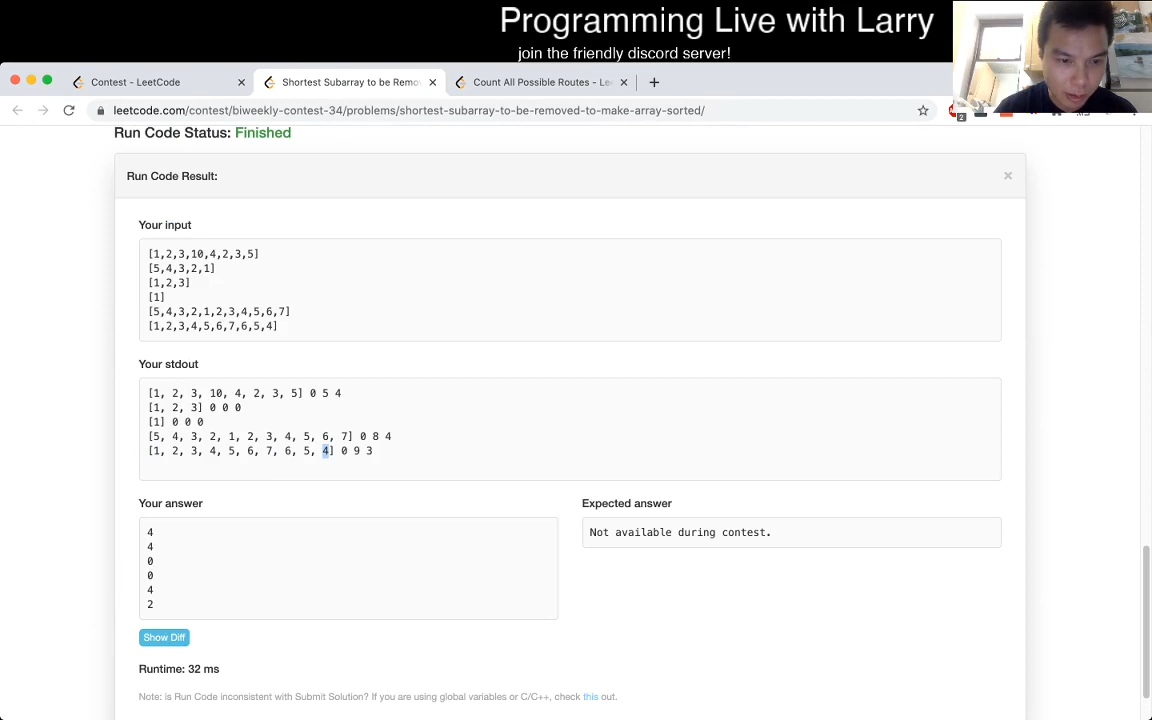 Programming Live with Larry
join the friendly discord server!
Contest - LeetCode
Shortest Subarray to be Remo
Count All Possible Routes - Le
leetcode.com/contest/biweekly-contest-34/problems/shortest-subarray-to-be-removed-to-make-array-sorted/
2
Run Code Status: Finished
Run Code Result:
Your input
[1,2,3,10,4,2,3,5]
[5,4,3,2,1]
[1,2,3]
[1]
[5,4,3,2,1,2,3,4,5,6,7]
[1,2,3,4,5,6,7,6,5,4]
Your stdout
[1, 2, 3, 10, 4, 2, 3, 5] 0 5 4
[1, 2, 3] 0 0 0
[1] 0 0 0
[5, 4, 3, 2, 1, 2, 3, 4, 5, 6, 7] 0 8 4
[1, 2, 3, 4, 5, 6, 7, 6, 5, 4] 0 9 3
Your answer
Expected answer
4
4
0
0
4
2
Not available during contest.
Show Diff
Runtime: 32 ms
Note: is Run Code inconsistent with Submit Solution? If you are using global variables or C/C++, check this out.